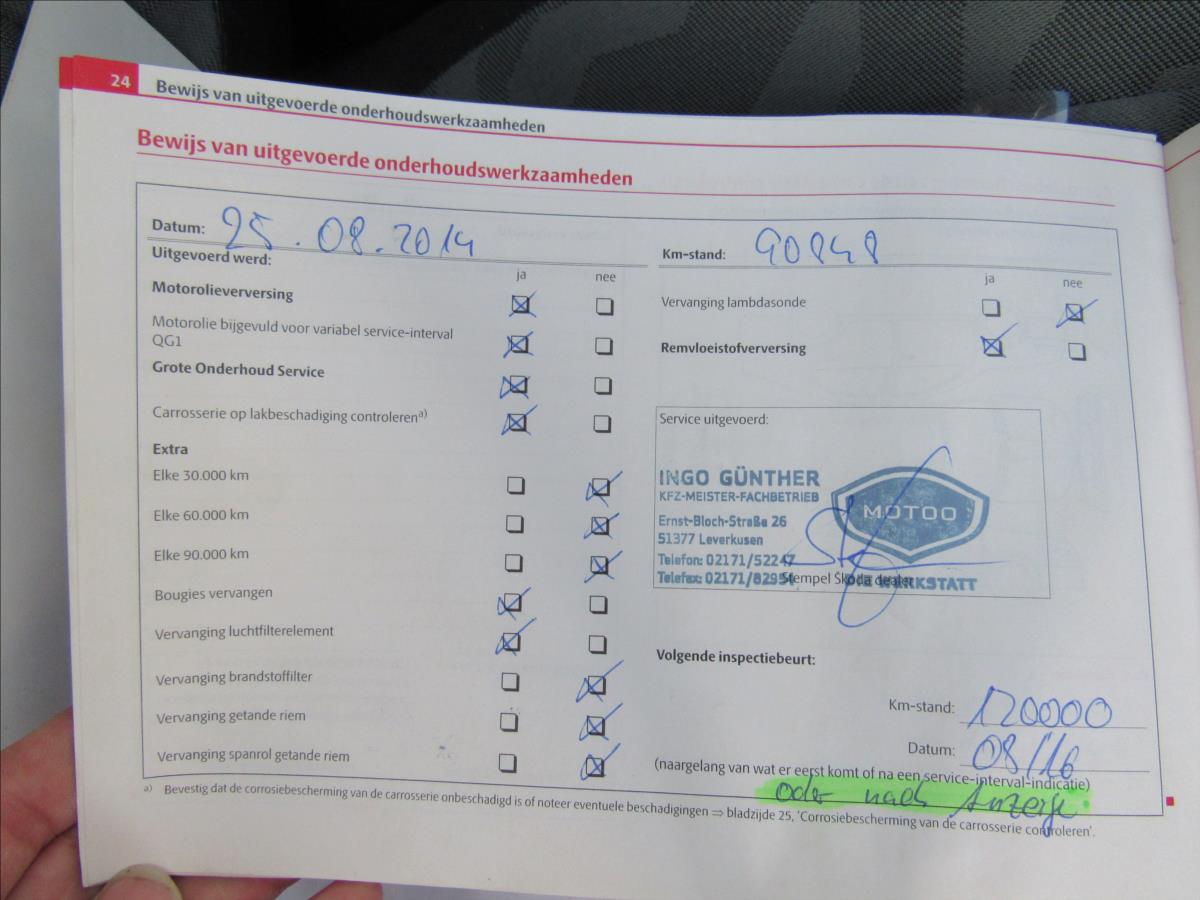 24 Bewijs van uitgevoerde onderhoudswerkzaamheden
Bewijs van uitgevoerde onderhoudswerkzaamheden
Datum: 25.08.2014
Uitgevoerd werd:
ja nee
Motorolieverversing
Motorolie bijgevuld voor variabel service-interval
QG1
Grote Onderhoud Service
Carrosserie op lakbeschadiging controleren a)
Extra
Elke 30.000 km
Elke 60.000 km
Elke 90.000 km
Bougies vervangen
Vervanging luchtfilterelement
Vervanging brandstoffilter
Vervanging getande riem
Vervanging spanrol getande riem
Km-stand: 90848
ja nee
Vervanging lambdasonde
Remvloeistofverversing
Service uitgevoerd:
INGO GÜNTHER
KFZ-MEISTER-FACHBETRIEB
Ernst-Bloch-Straße 26
51377 Leverkusen
Telefon: 02171/52247
Telefax: 02171/82951
MOTOO
Stempel Škoda dealer
WERKSTATT
Volgende inspectiebeurt:
Km-stand: 120000
Datum: 08/16
(naargelang van wat er eerst komt of na een service-interval-indicatie)
oder nach Anzeige
a) Bevestig dat de corrosiebescherming van de carrosserie onbeschadigd is of noteer eventuele beschadigingen ⇒ bladzijde 25, 'Corrosiebescherming van de carrosserie controleren'.